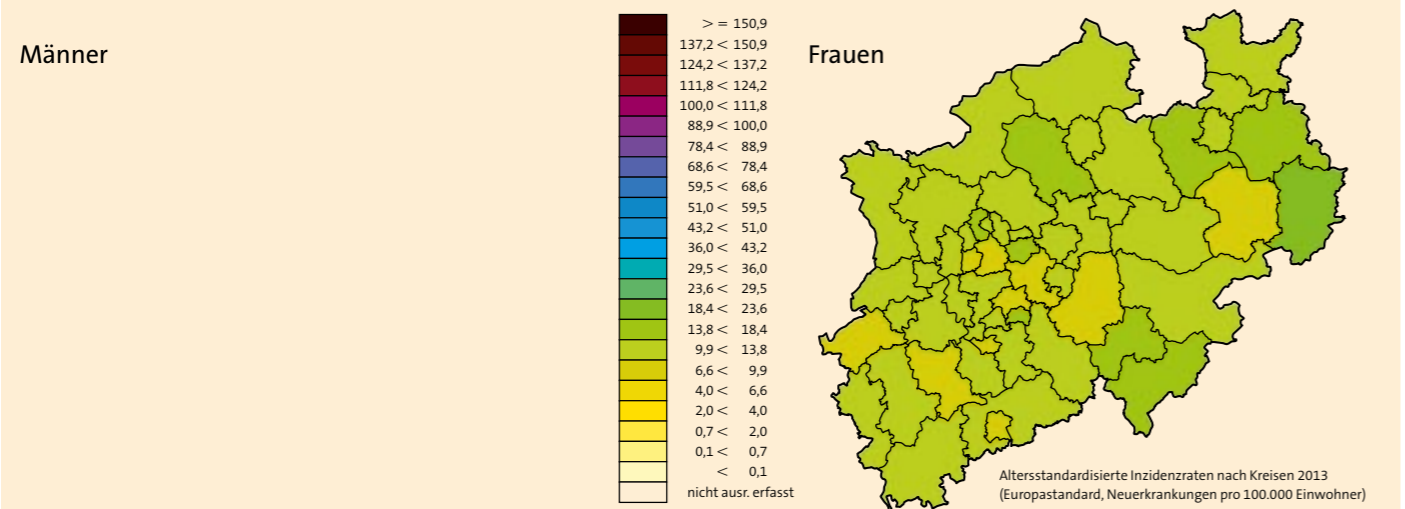 Männer
> = 150,9
137,2 < 150,9
124,2 < 137,2
111,8 < 124,2
100,0 < 111,8
88,9 < 100,0
78,4 < 88,9
68,6 < 78,4
59,5 < 68,6
51,0 < 59,5
43,2 < 51,0
36,0 < 43,2
29,5 < 36,0
23,6 < 29,5
18,4 < 23,6
13,8 < 18,4
9,9 < 13,8
6,6 < 9,9
4,0 < 6,6
2,0 < 4,0
0,7 < 2,0
0,1 < 0,7
< 0,1
nicht ausr. erfasst
Frauen
Altersstandardisierte Inzidenzraten nach Kreisen 2013
(Europastandard, Neuerkrankungen pro 100.000 Einwohner)